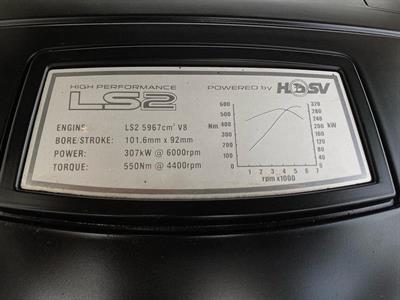 HIGH PERFORMANCE
LS2
POWERED by HSV
ENGINE: LS2 5967cm³ V8
BORE/STROKE: 101.6mm x 92mm
POWER: 307kW @ 6000rpm
TORQUE: 550Nm @ 4400rpm
600 320
500 280
Nm 400 240
200 kW
300 160
200 120
80
100 40
0 0
1 2 3 4 5 6 7
rpm x1000